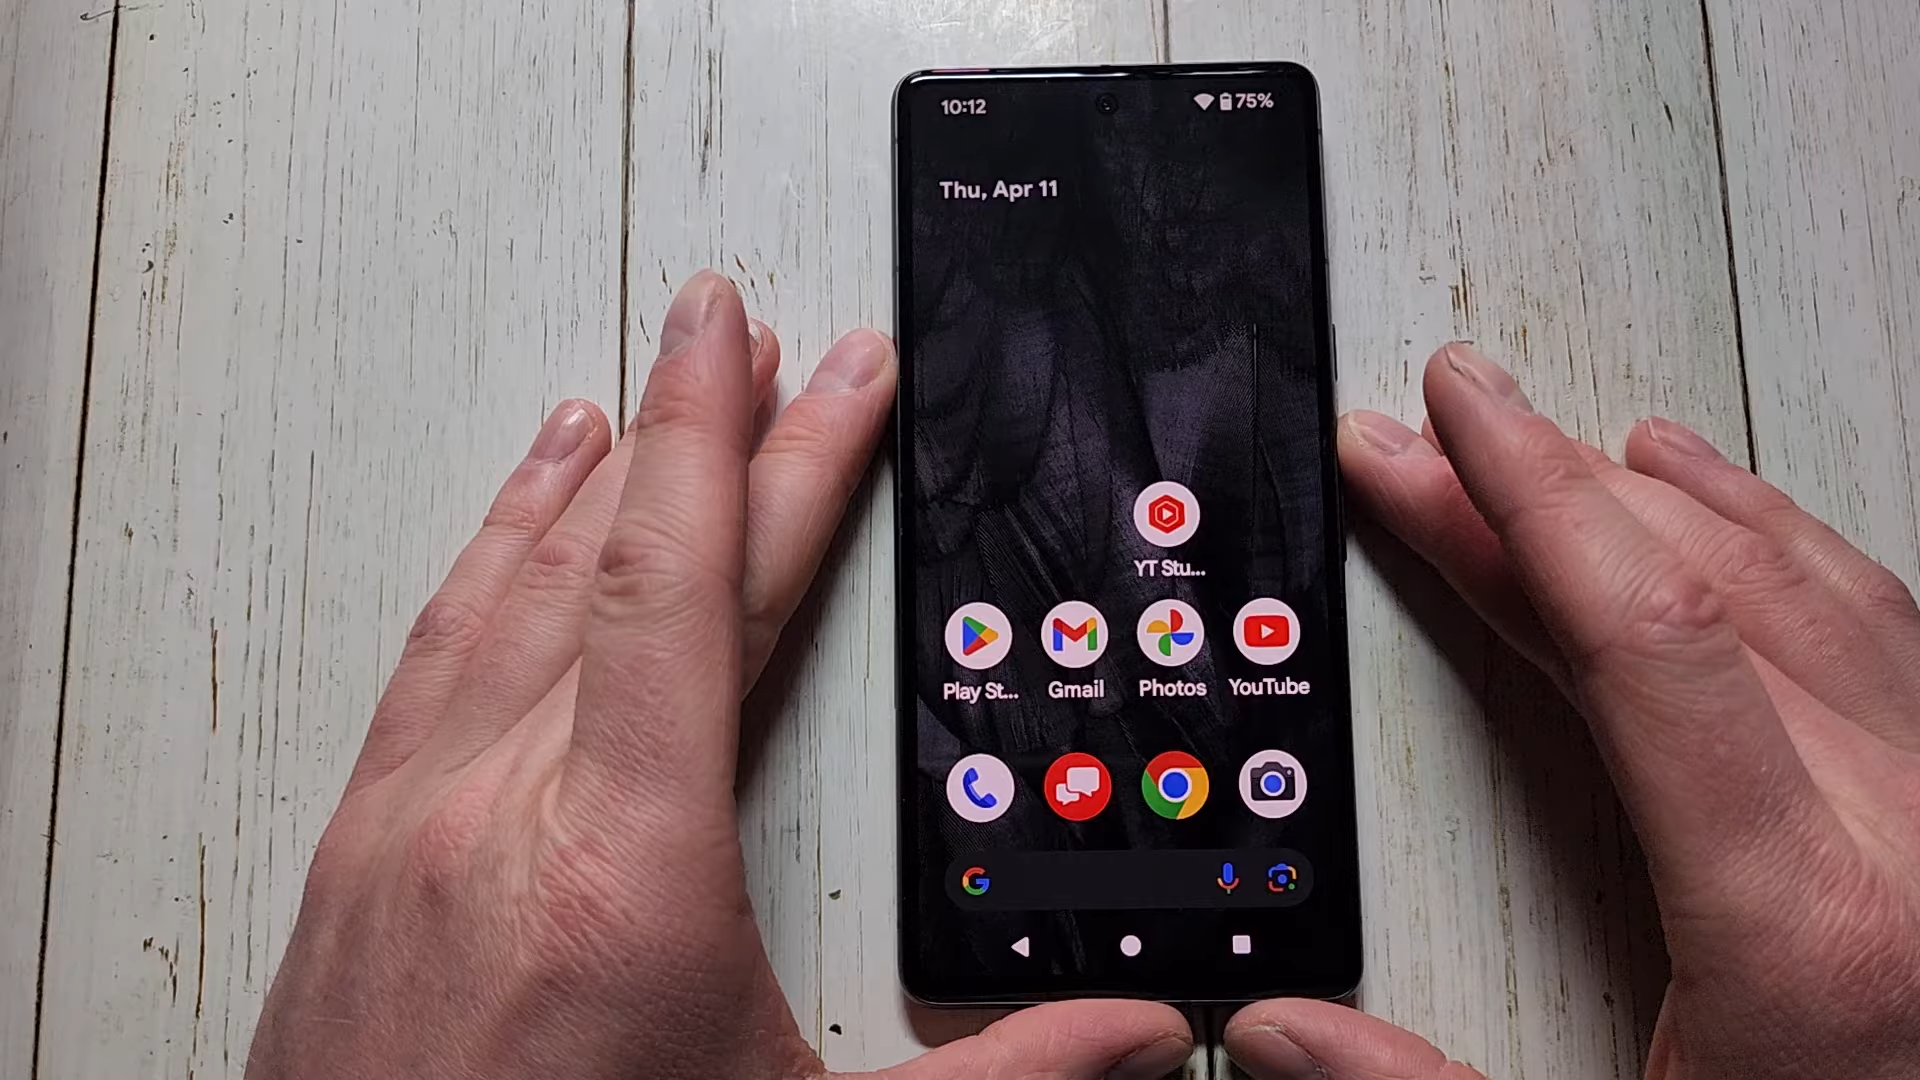 10:12
75%
Thu, Apr 11
YT Stu...
Play St...
Gmail
Photos
YouTube
G